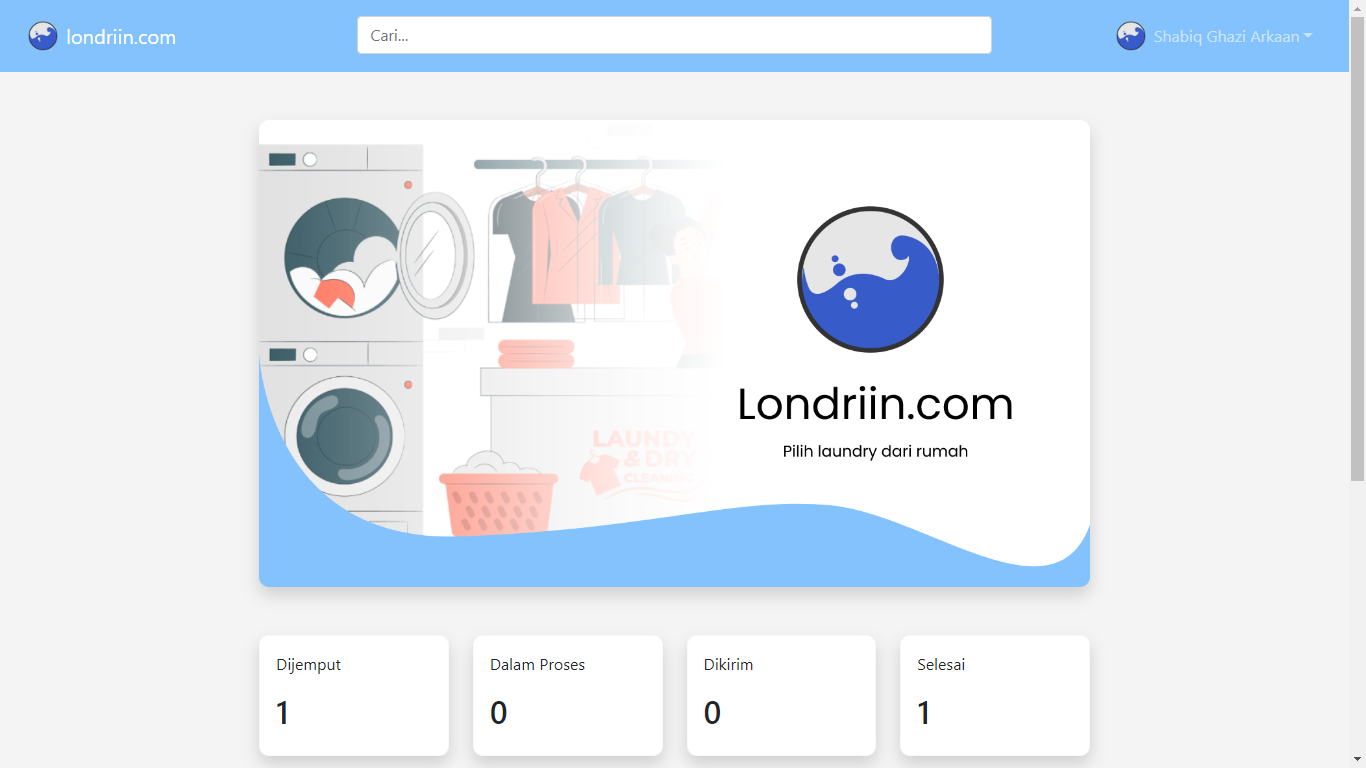 londriin.com
Cari...
Shabiq Ghazi Arkaan
LAUNDY
& DRY
CLEANING
Londriin.com
Pilih laundry dari rumah
Dijemput
Dalam Proses
Dikirim
Selesai
1
0
0
1